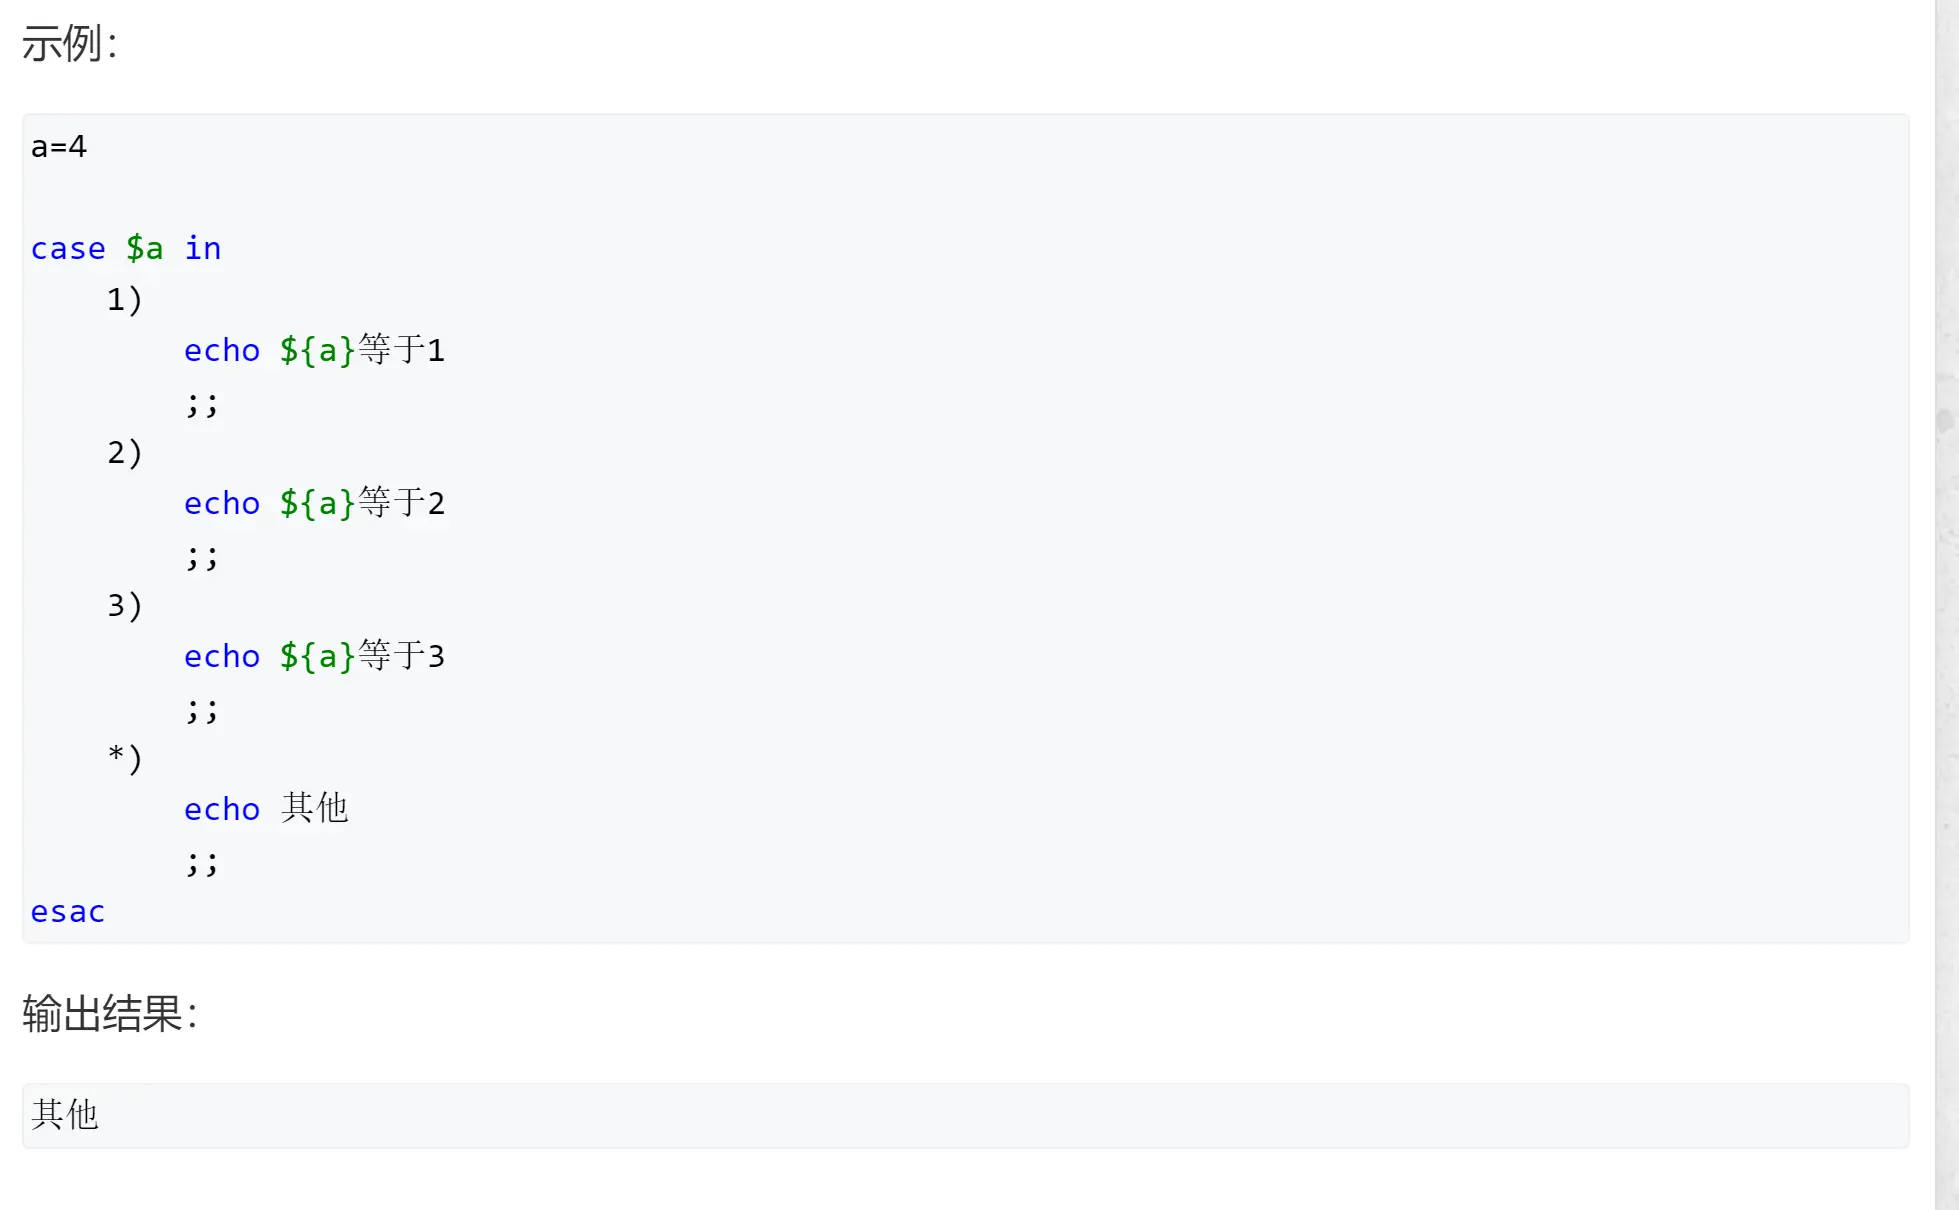 示例：
a=4
case $a in
    1)
        echo ${a}等于1
        ;;
    2)
        echo ${a}等于2
        ;;
    3)
        echo ${a}等于3
        ;;
    *)
        echo 其他
        ;;
esac
输出结果：
其他